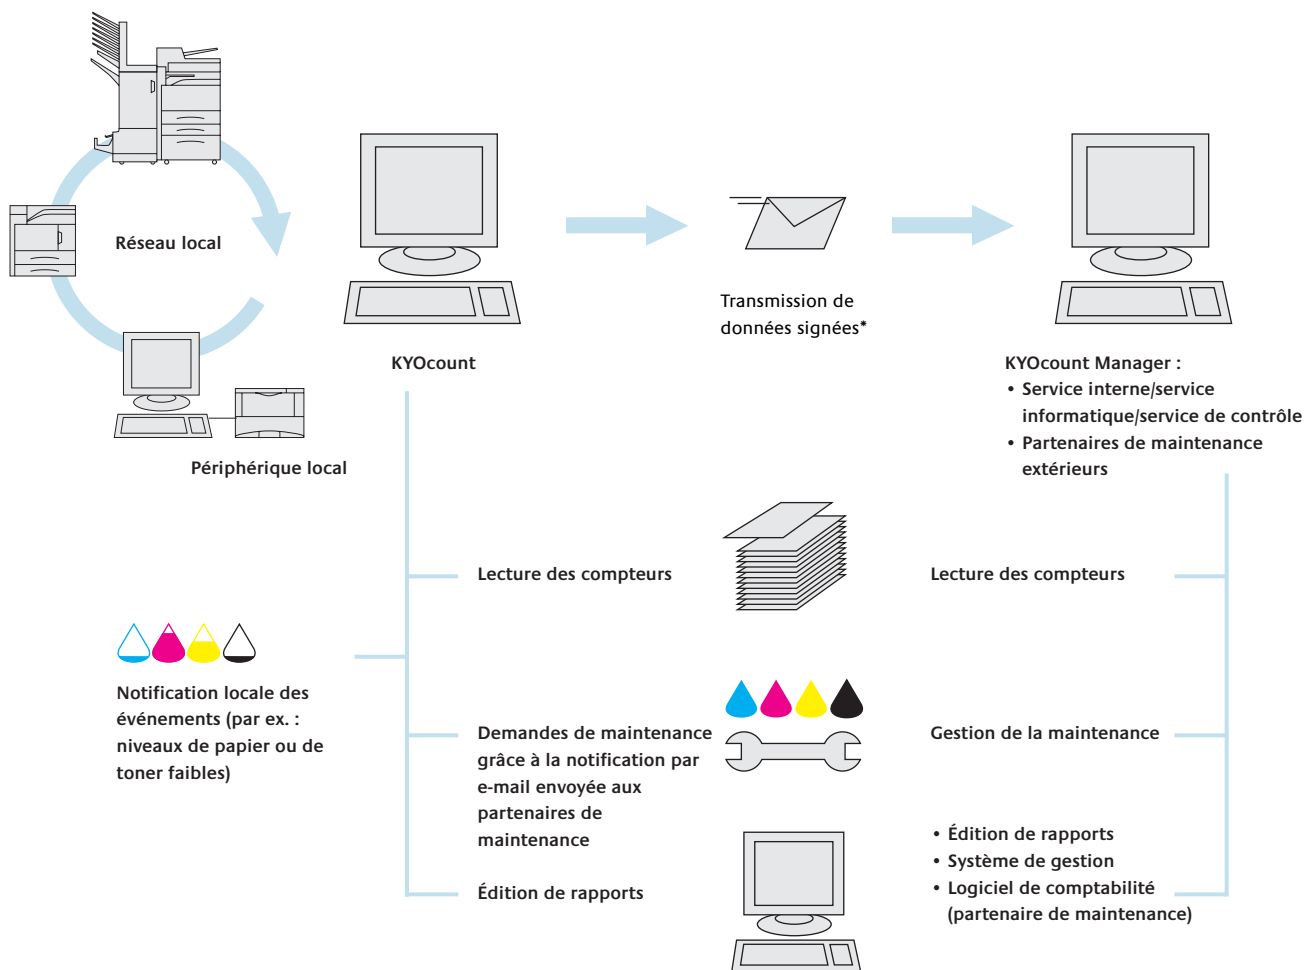 Réseau local
Périphérique local
KYOcount
Transmission de
données signées*
KYOcount Manager :
• Service interne/service
informatique/service de contrôle
• Partenaires de maintenance
extérieurs
Notification locale des
événements (par ex. :
niveaux de papier ou de
toner faibles)
Lecture des compteurs
Demandes de maintenance
grâce à la notification par
e-mail envoyée aux
partenaires de
maintenance
Édition de rapports
Lecture des compteurs
Gestion de la maintenance
• Édition de rapports
• Système de gestion
• Logiciel de comptabilité
(partenaire de maintenance)